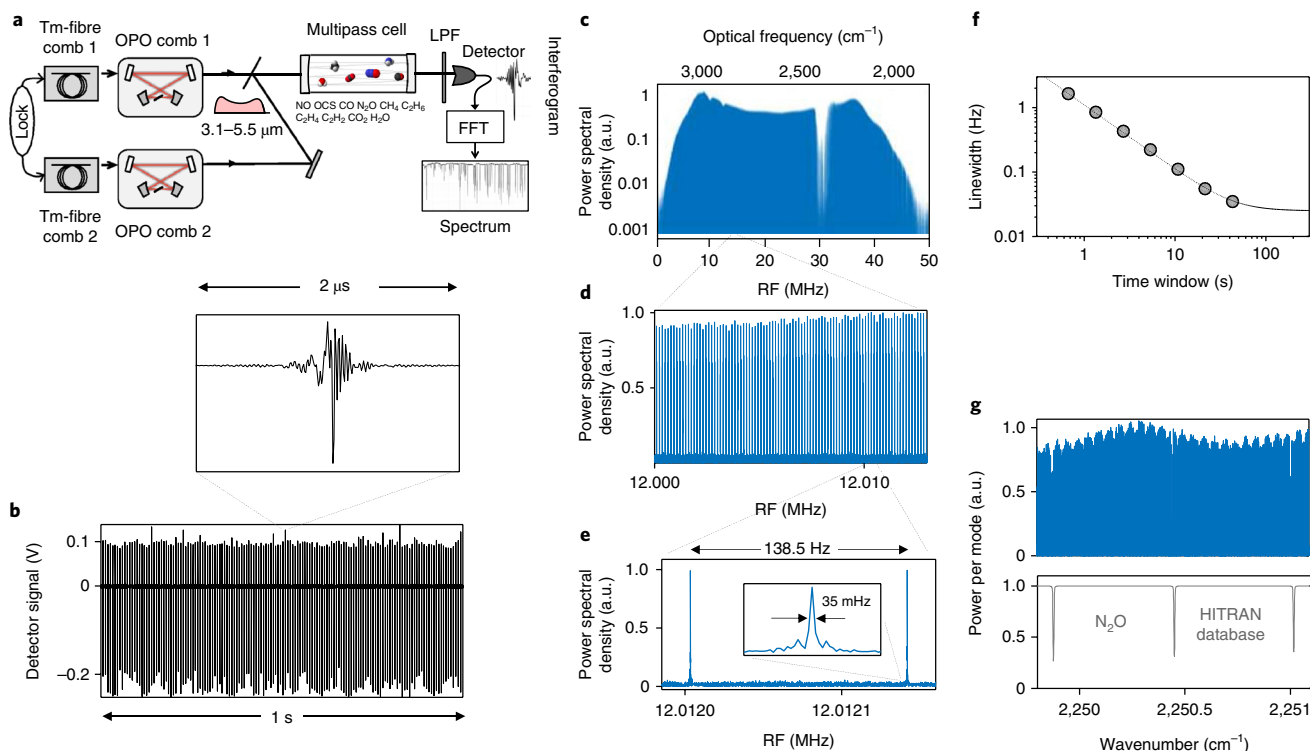 a
Tm-fibre
comb 1
OPO comb 1
Lock
3.1–5.5 μm
Tm-fibre
comb 2
OPO comb 2
Multipass cell
NO OCS CO N₂O CH₄ C₂H₆
C₂H₄ C₂H₂ CO₂ H₂O
LPF
Detector
Interferogram
FFT
Spectrum
2 μs
b
Detector signal (V)
0.1
0
–0.2
1 s
c
Optical frequency (cm⁻¹)
3,000
2,400
2,000
Power spectral
density (a.u.)
1
0.1
0.01
0.001
0
10
20
30
40
50
RF (MHz)
d
Power spectral
density (a.u.)
1.0
0.5
12.000
12.010
RF (MHz)
e
138.5 Hz
35 mHz
Power spectral
density (a.u.)
1.0
0.5
0
12.0120
12.0121
RF (MHz)
f
Linewidth (Hz)
1
0.1
0.01
1
10
100
Time window (s)
g
Power per mode (a.u.)
1.0
0.5
0
1.0
0.5
0
N₂O
HITRAN
database
2,250
2,250.5
2,251
Wavenumber (cm⁻¹)